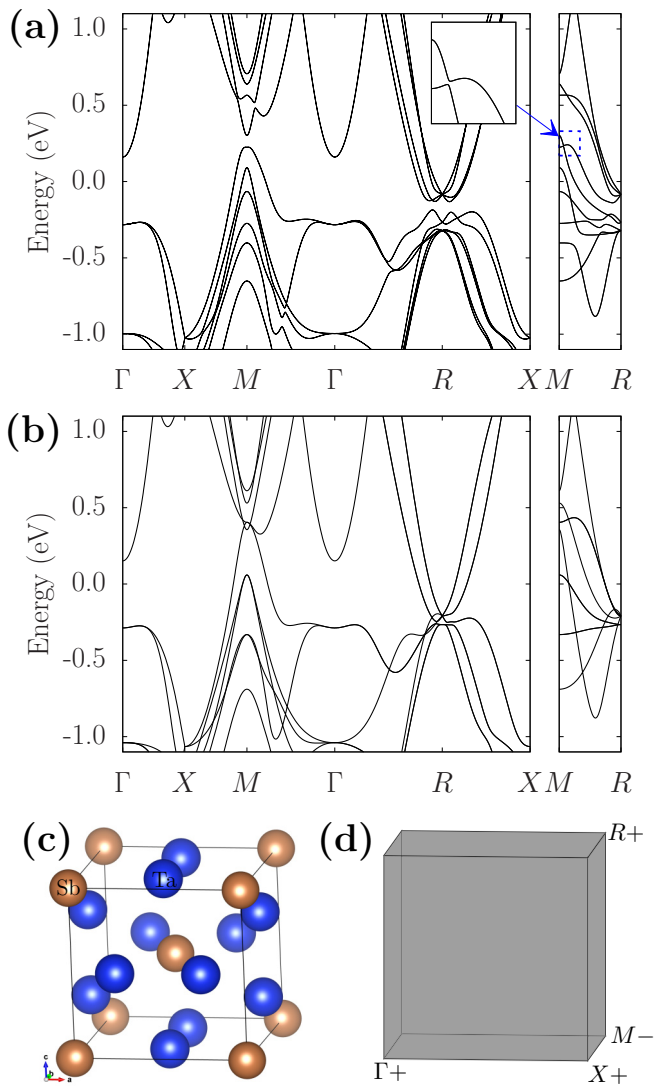 (a)
1.0
0.5
0.0
-0.5
-1.0
Energy (eV)
Γ X M Γ R X M R
(b)
1.0
0.5
0.0
-0.5
-1.0
Energy (eV)
Γ X M Γ R X M R
(c)
Sb
Ta
c
b
a
(d)
R+
M−
Γ+
X+